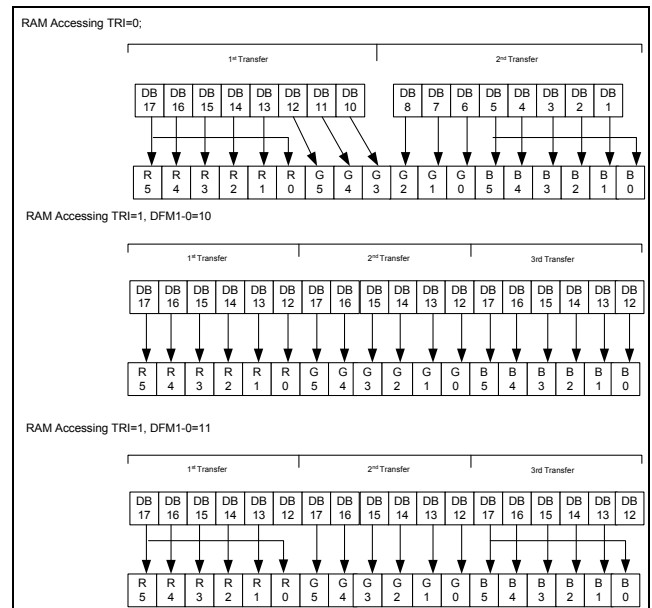 RAM Accessing TRI=0;
1st Transfer 2nd Transfer
DB DB DB DB DB DB DB DB DB DB DB DB DB DB DB DB
17 16 15 14 13 12 11 10 8 7 6 5 4 3 2 1
R R R R R R G G G G G G B B B B B B
5 4 3 2 1 0 5 4 3 2 1 0 5 4 3 2 1 0
RAM Accessing TRI=1, DFM1-0=10
1st Transfer 2nd Transfer 3rd Transfer
DB DB DB DB DB DB DB DB DB DB DB DB DB DB DB DB DB DB
17 16 15 14 13 12 17 16 15 14 13 12 17 16 15 14 13 12
R R R R R R G G G G G G B B B B B B
5 4 3 2 1 0 5 4 3 2 1 0 5 4 3 2 1 0
RAM Accessing TRI=1, DFM1-0=11
1st Transfer 2nd Transfer 3rd Transfer
DB DB DB DB DB DB DB DB DB DB DB DB DB DB DB DB DB DB
17 16 15 14 13 12 17 16 15 14 13 12 17 16 15 14 13 12
R R R R R R G G G G G G B B B B B B
5 4 3 2 1 0 5 4 3 2 1 0 5 4 3 2 1 0